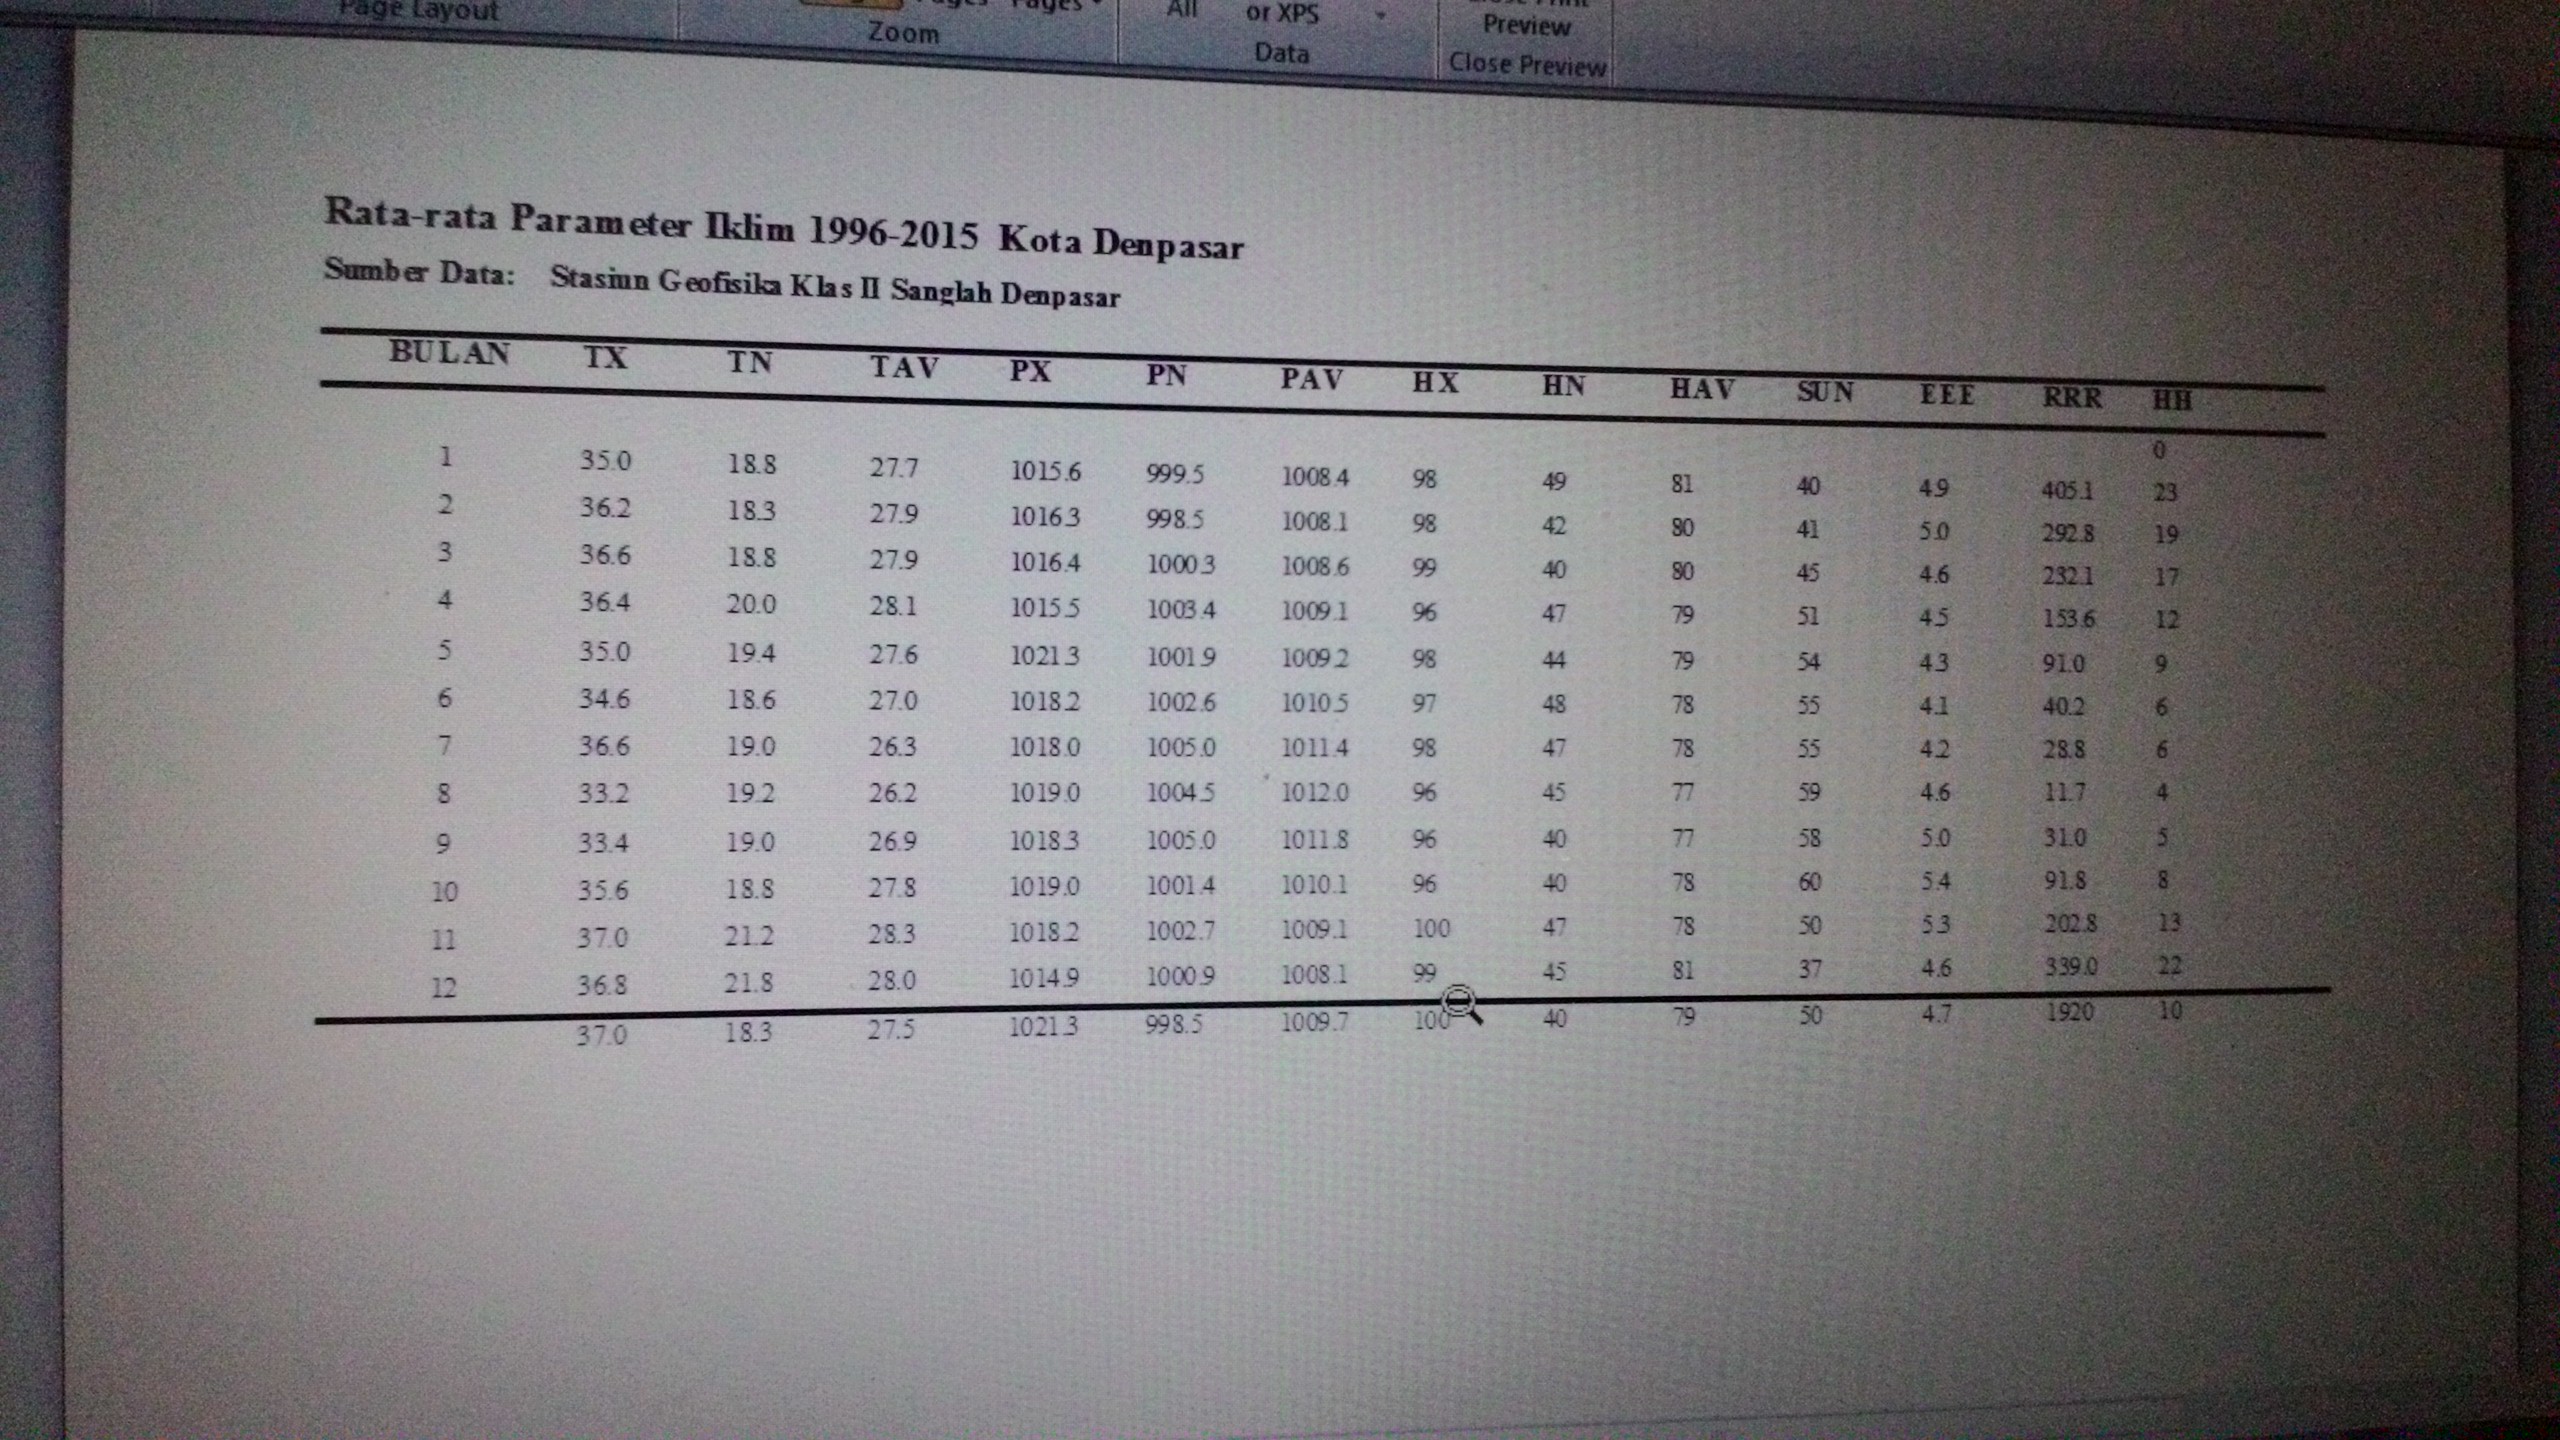 Page Layout
Zoom
All or XPS
Data
Preview
Close Preview
Rata-rata Parameter Iklim 1996-2015 Kota Denpasar
Sumber Data: Stasiun Geofisika Klas II Sanglah Denpasar
BULAN TX TN TAV PX PN PAV HX HN HAV SUN EEE RRR HH
0
1 35.0 18.8 27.7 1015.6 999.5 1008.4 98 49 81 40 4.9 405.1 23
2 36.2 18.3 27.9 1016.3 998.5 1008.1 98 42 80 41 5.0 292.8 19
3 36.6 18.8 27.9 1016.4 1000.3 1008.6 99 40 80 45 4.6 232.1 17
4 36.4 20.0 28.1 1015.5 1003.4 1009.1 96 47 79 51 4.5 153.6 12
5 35.0 19.4 27.6 1021.3 1001.9 1009.2 98 44 79 54 4.3 91.0 9
6 34.6 18.6 27.0 1018.2 1002.6 1010.5 97 48 78 55 4.1 40.2 6
7 36.6 19.0 26.3 1018.0 1005.0 1011.4 98 47 78 55 4.2 28.8 6
8 33.2 19.2 26.2 1019.0 1004.5 1012.0 96 45 77 59 4.6 11.7 4
9 33.4 19.0 26.9 1018.3 1005.0 1011.8 96 40 77 58 5.0 31.0 5
10 35.6 18.8 27.8 1019.0 1001.4 1010.1 96 40 78 60 5.4 91.8 8
11 37.0 21.2 28.3 1018.2 1002.7 1009.1 100 47 78 50 5.3 202.8 13
12 36.8 21.8 28.0 1014.9 1000.9 1008.1 99 45 81 37 4.6 339.0 22
37.0 18.3 27.5 1021.3 998.5 1009.7 100 40 79 50 4.7 1920 10